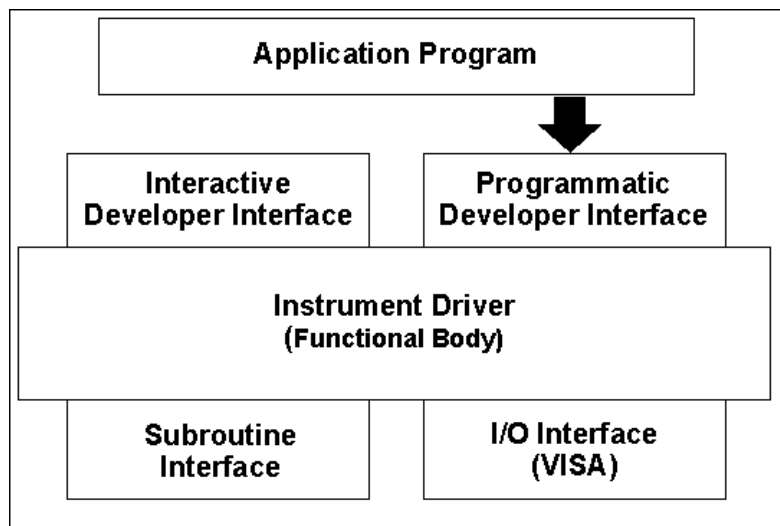 Application Program
Interactive
Developer Interface
Programmatic
Developer Interface
Instrument Driver
(Functional Body)
Subroutine
Interface
I/O Interface
(VISA)